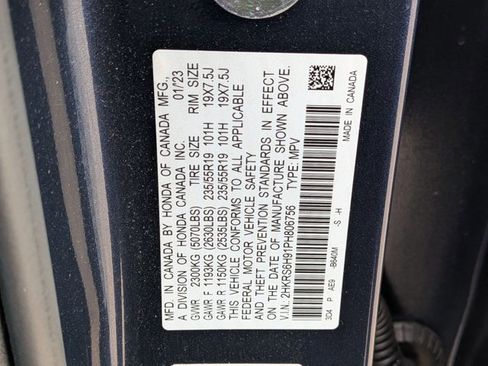 MFD. IN CANADA BY HONDA OF CANADA MFG.,
A DIVISION OF HONDA CANADA INC. 01/23
GVWR 2300KG (5070LBS) TIRE SIZE RIM SIZE
GAWR F 1193KG (2630LBS) 235/55R19 101H 19X7.5J
GAWR R 1150KG (2535LBS) 235/55R19 101H 19X7.5J
THIS VEHICLE CONFORMS TO ALL APPLICABLE
FEDERAL MOTOR VEHICLE SAFETY
AND THEFT PREVENTION STANDARDS IN EFFECT
ON THE DATE OF MANUFACTURE SHOWN ABOVE.
V.I.N.: 2HKRS6H91PH806756 TYPE: MPV
3D4 P AE9 -B640M -S -H
MADE IN CANADA